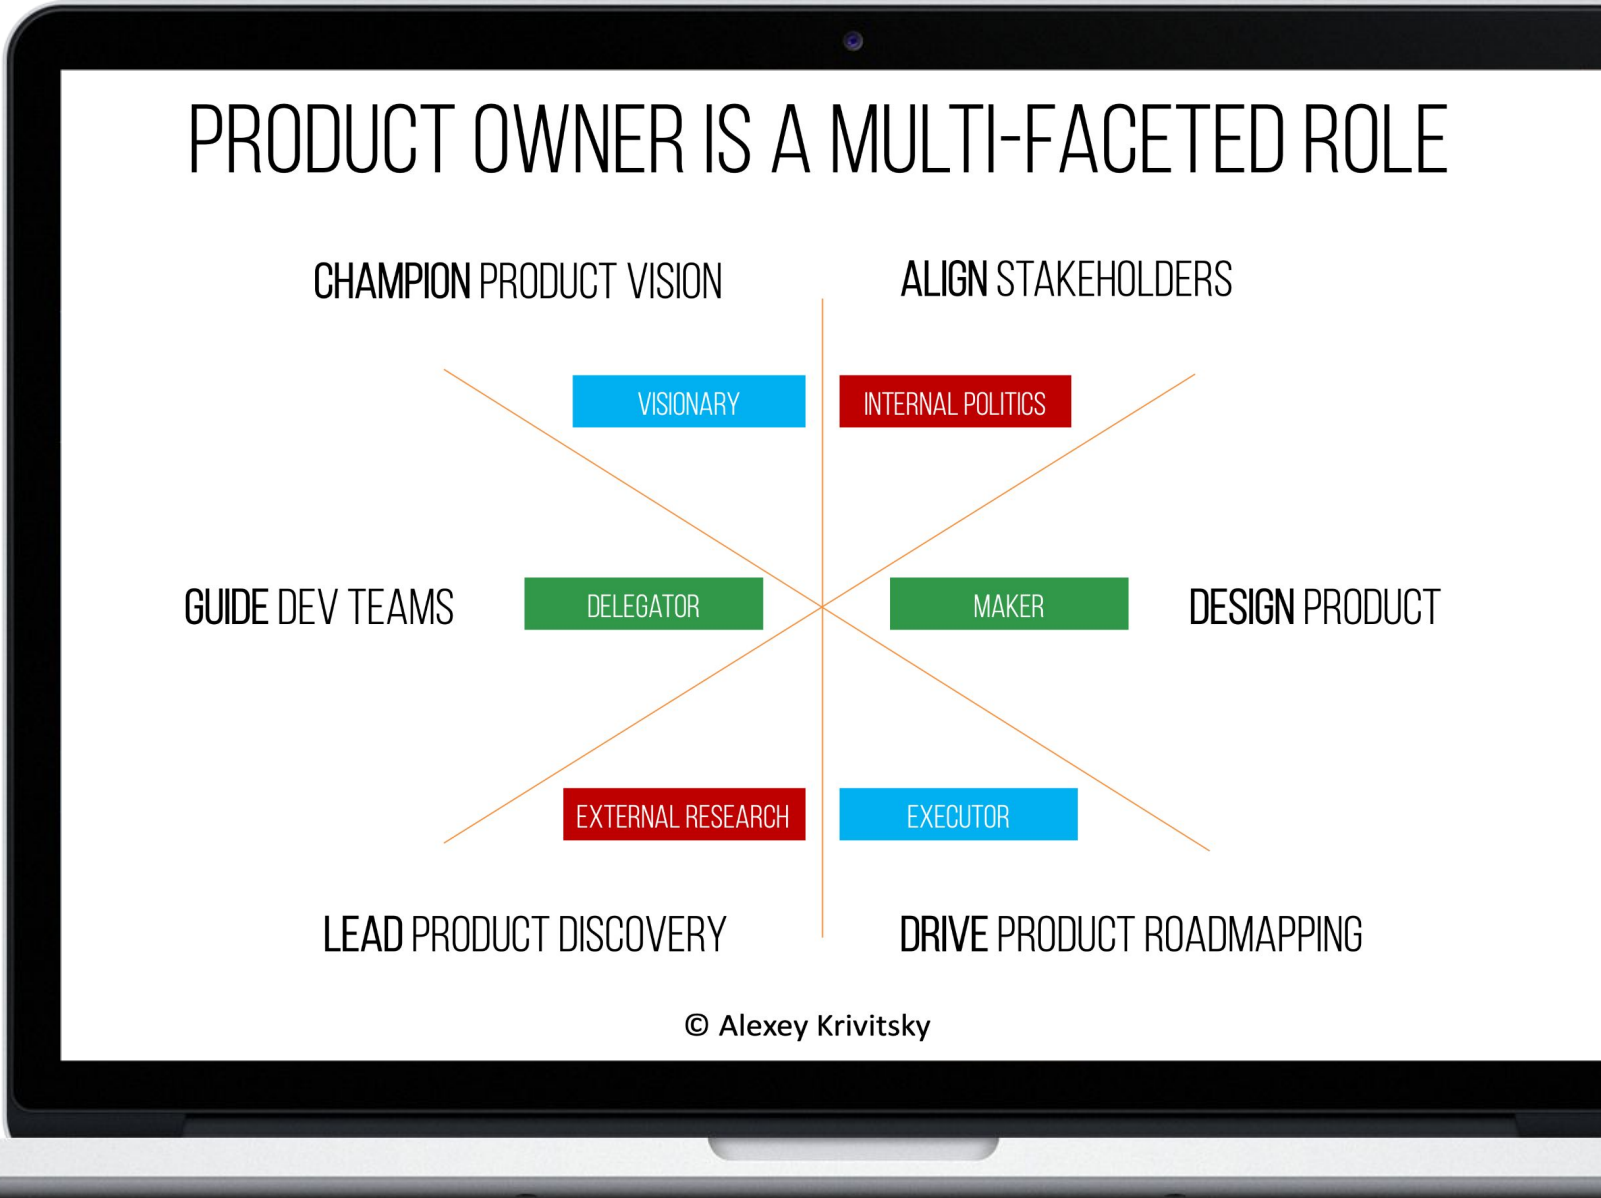 PRODUCT OWNER IS A MULTI-FACETED ROLE
CHAMPION PRODUCT VISION
ALIGN STAKEHOLDERS
VISIONARY
INTERNAL POLITICS
GUIDE DEV TEAMS
DELEGATOR
MAKER
DESIGN PRODUCT
EXTERNAL RESEARCH
EXECUTOR
LEAD PRODUCT DISCOVERY
DRIVE PRODUCT ROADMAPPING
© Alexey Krivitsky